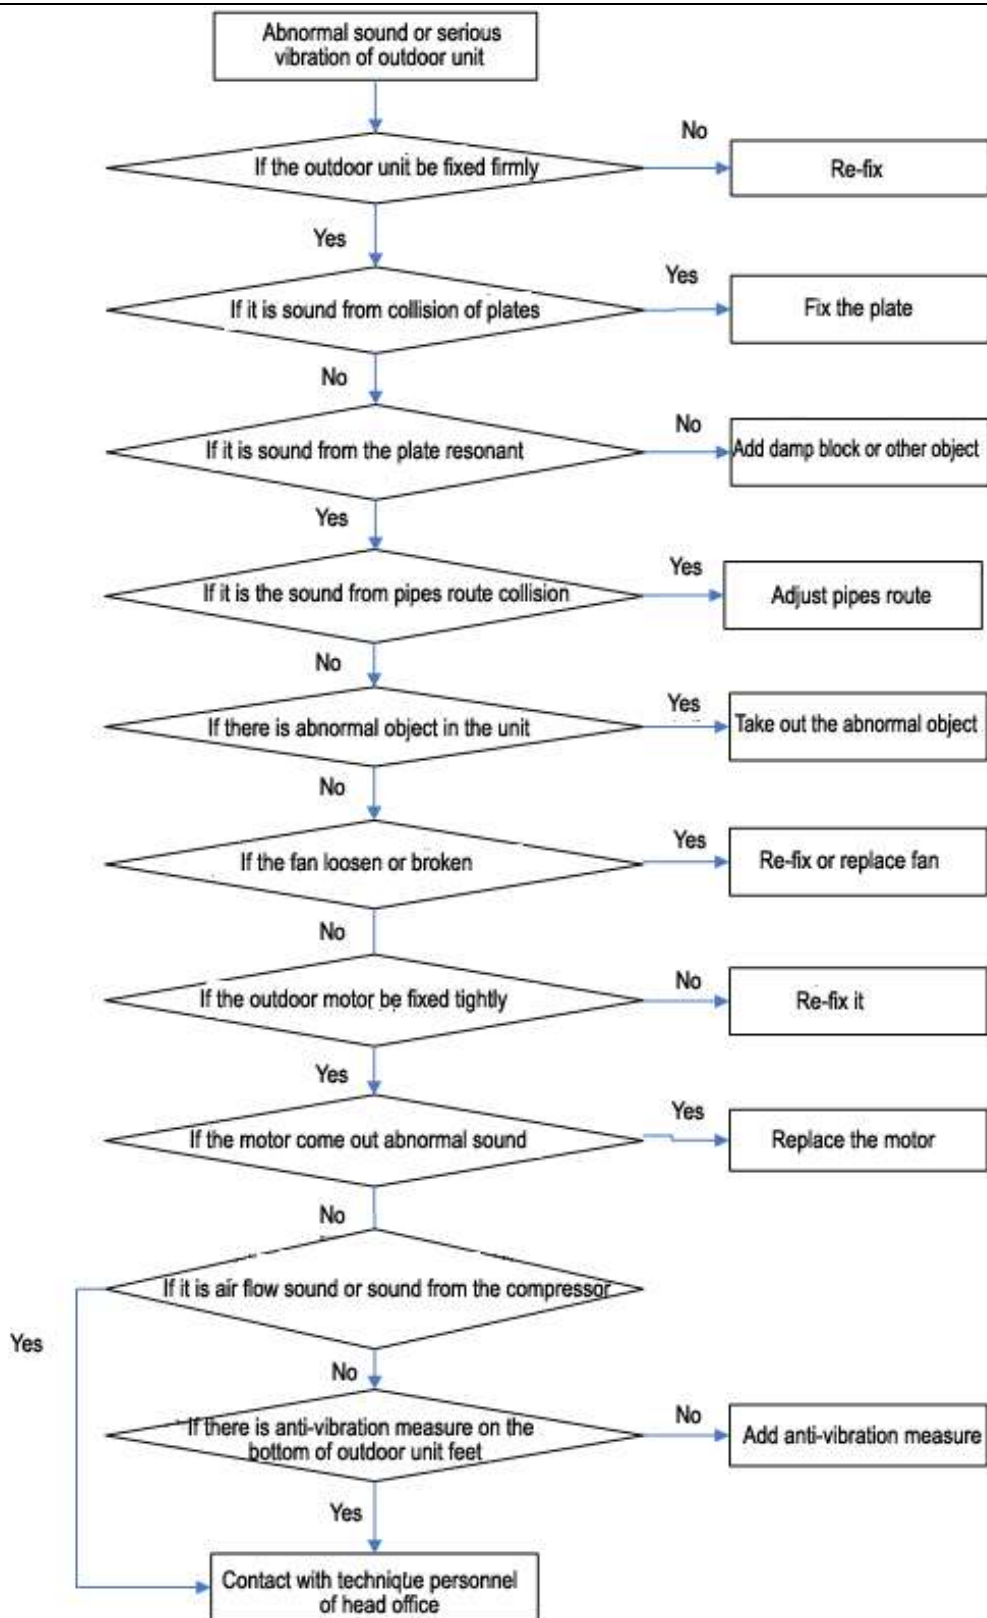 Abnormal sound or serious
vibration of outdoor unit
No
If the outdoor unit be fixed firmly
Re-fix
Yes
Yes
If it is sound from collision of plates
Fix the plate
No
No
If it is sound from the plate resonant
Add damp block or other object
Yes
Yes
If it is the sound from pipes route collision
Adjust pipes route
No
Yes
If there is abnormal object in the unit
Take out the abnormal object
No
Yes
If the fan loosen or broken
Re-fix or replace fan
No
No
If the outdoor motor be fixed tightly
Re-fix it
Yes
Yes
If the motor come out abnormal sound
Replace the motor
No
If it is air flow sound or sound from the compressor
Yes
No
If there is anti-vibration measure on the
bottom of outdoor unit feet
No
Add anti-vibration measure
Yes
Contact with technique personnel
of head office